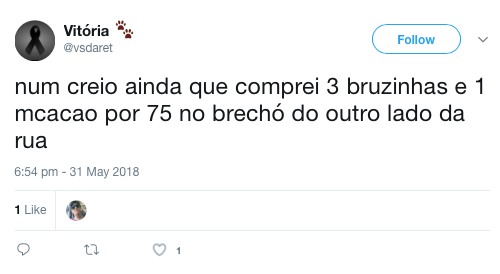 Vitória
@vsdaret
Follow
num creio ainda que comprei 3 bruzinhas e 1
mcacao por 75 no brechó do outro lado da
rua
6:54 pm - 31 May 2018
1 Like
1